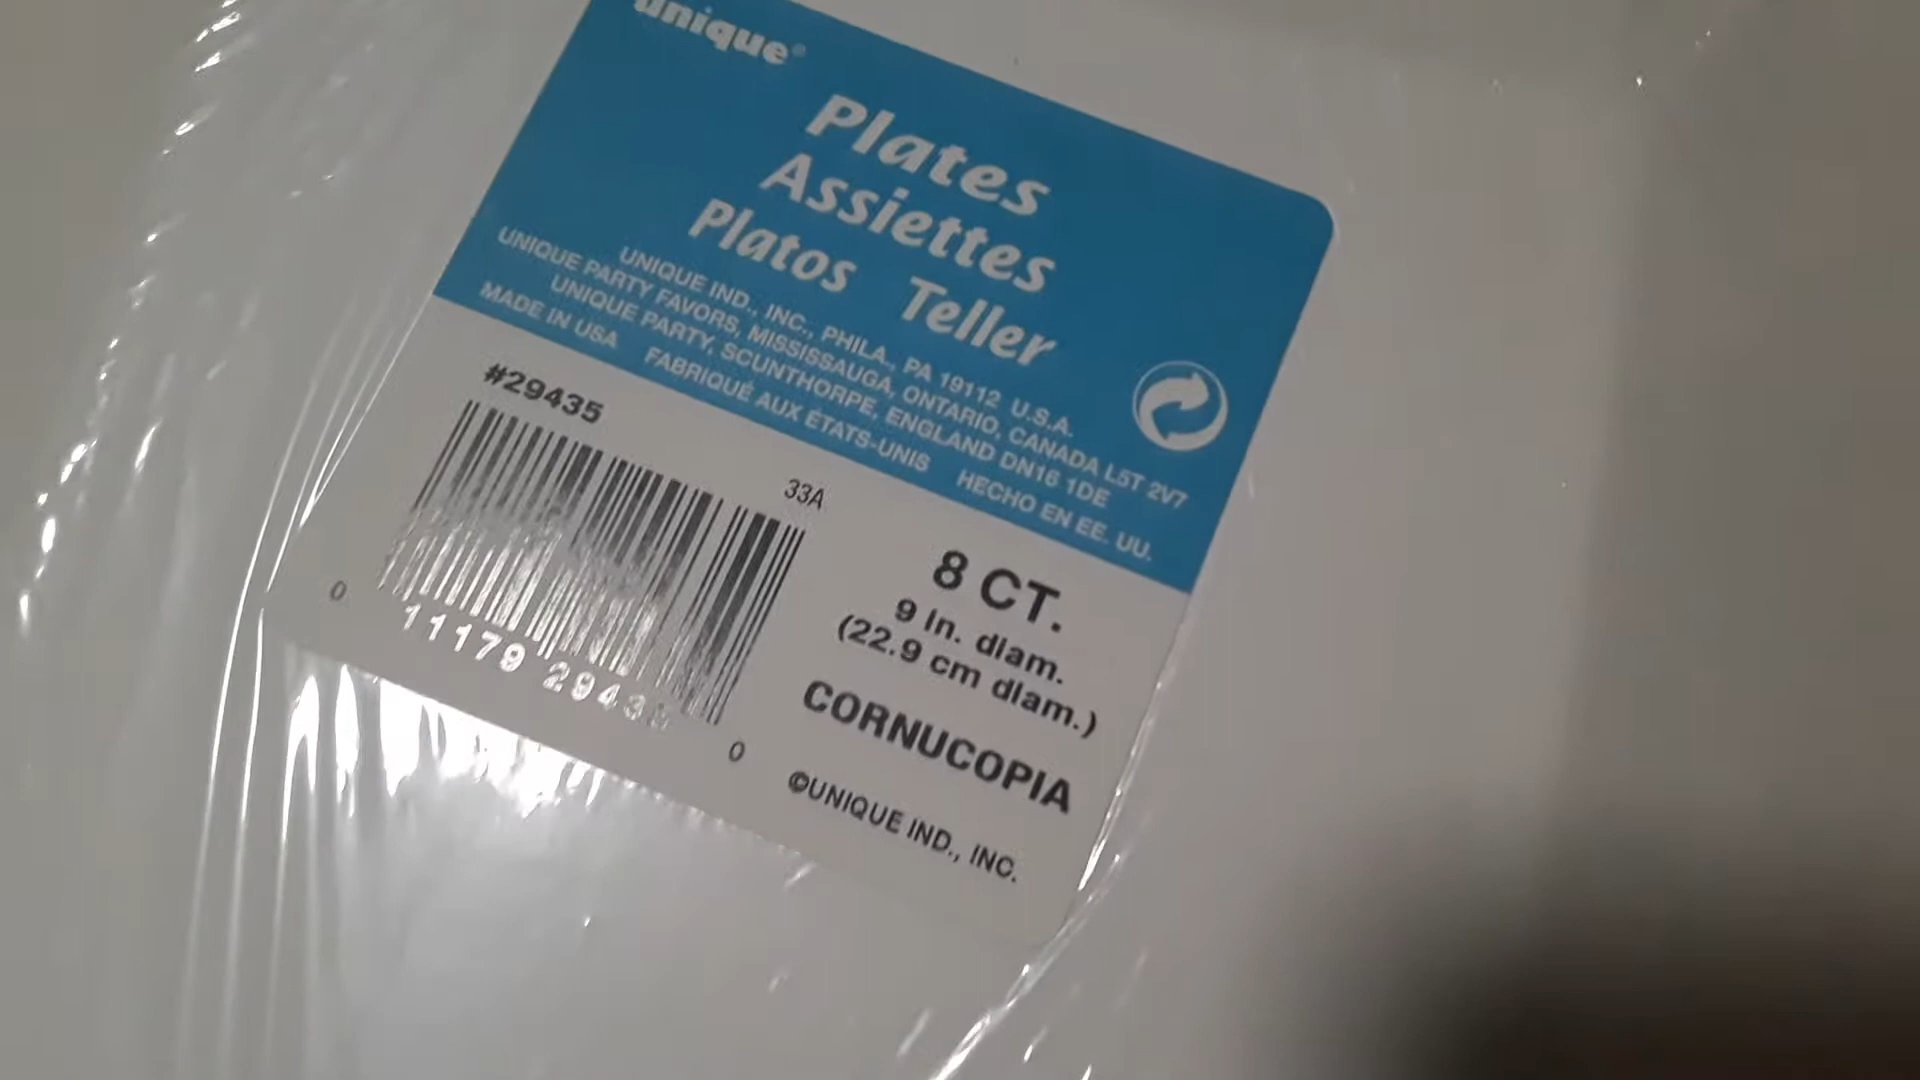 unique®
Plates
Assiettes
Platos Teller
UNIQUE IND., INC., PHILA., PA 19112 U.S.A.
UNIQUE PARTY FAVORS, MISSISSAUGA, ONTARIO, CANADA L5T 2V7
UNIQUE PARTY, SCUNTHORPE, ENGLAND DN16 1DE
MADE IN USA FABRIQUÉ AUX ÉTATS-UNIS HECHO EN EE. UU.
#29435
33A
0 11179 29435 0
8 CT.
9 in. diam.
(22.9 cm diam.)
CORNUCOPIA
©UNIQUE IND., INC.